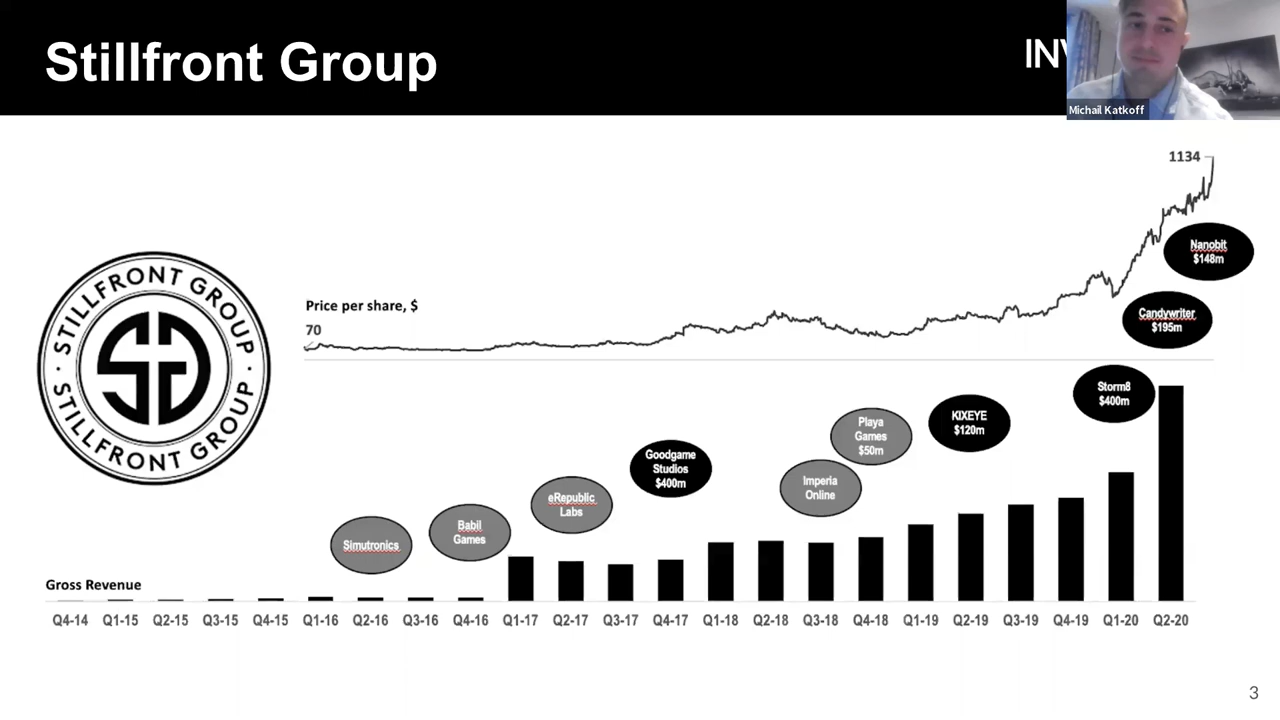 Stillfront Group
INV
Michail Katkoff
1134
Nanobit
$148m
Price per share, $
70
Candywriter
$195m
STILLFRONT GROUP · STILLFRONT GROUP ·
Storm8
$400m
KIXEYE
$120m
Playa
Games
$50m
Goodgame
Studios
$400m
Imperia
Online
eRepublic
Labs
Babil
Games
Simutronics
Gross Revenue
Q4-14 Q1-15 Q2-15 Q3-15 Q4-15 Q1-16 Q2-16 Q3-16 Q4-16 Q1-17 Q2-17 Q3-17 Q4-17 Q1-18 Q2-18 Q3-18 Q4-18 Q1-19 Q2-19 Q3-19 Q4-19 Q1-20 Q2-20
3